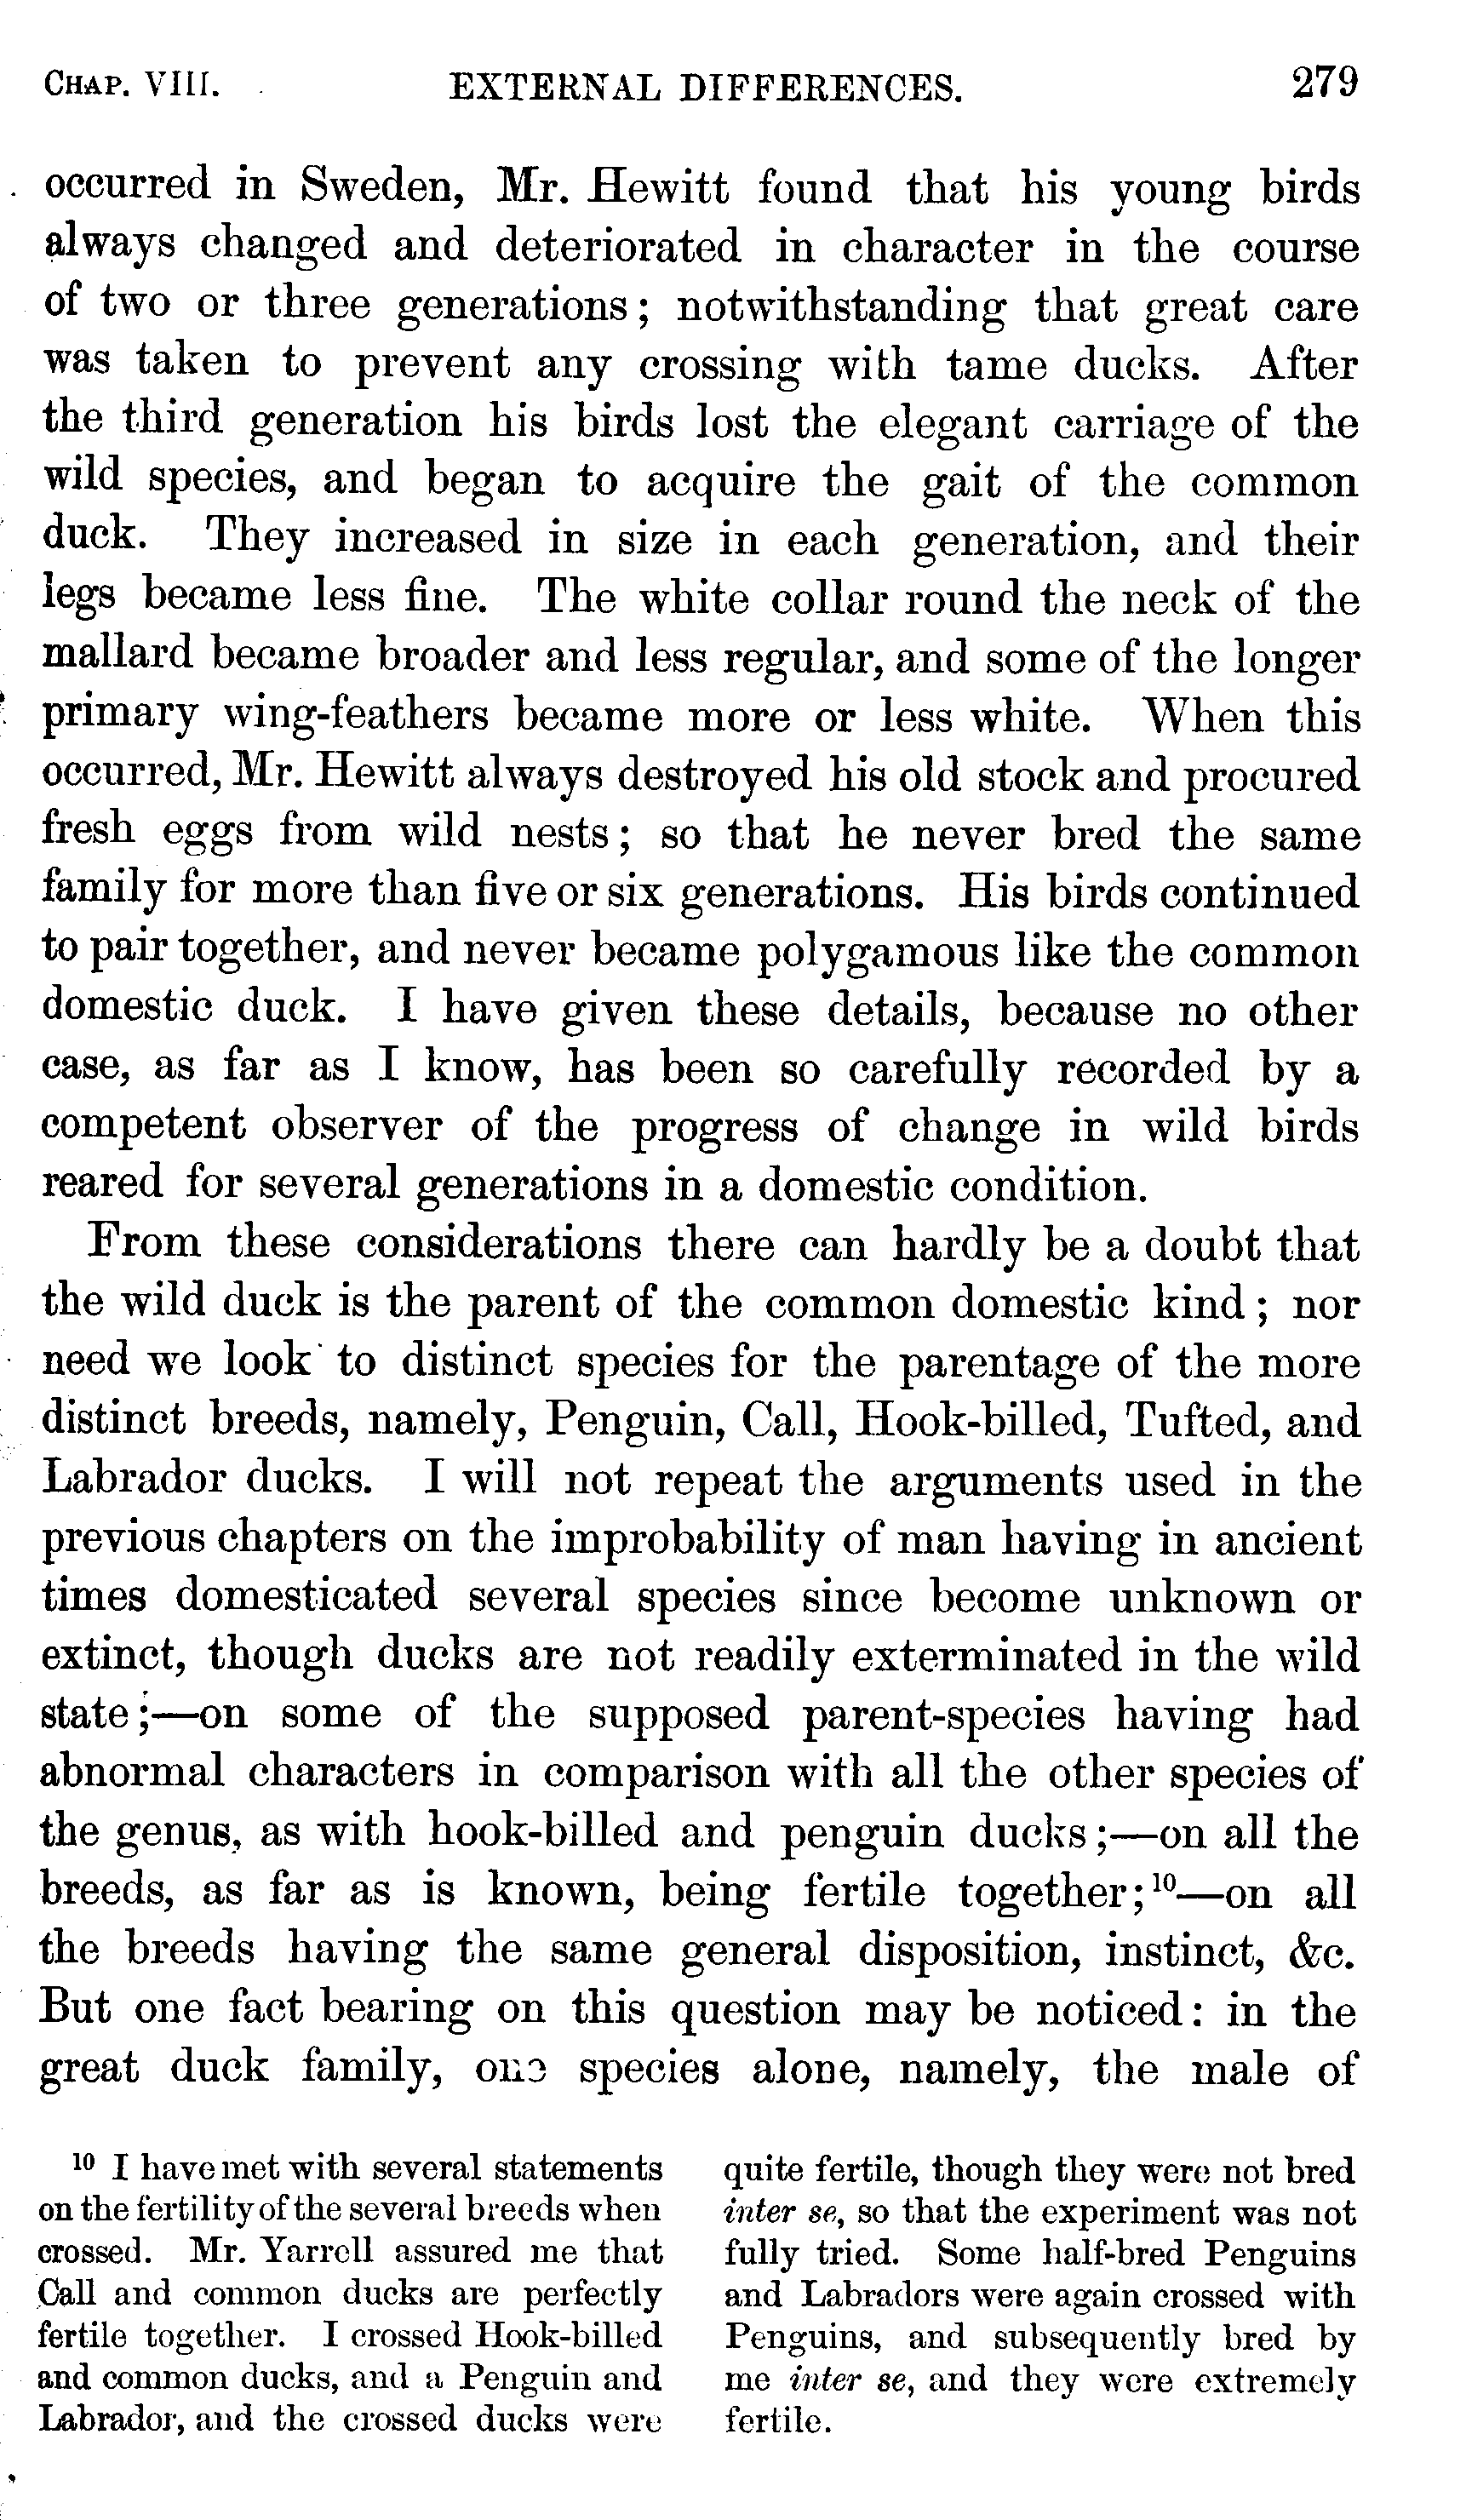 CHAP. VIII. EXTERNAL DIFFERENCES. 279
occurred in Sweden, Mr. Hewitt found that his young birds
always changed and deteriorated in character in the course
of two or three generations; notwithstanding that great care
was taken to prevent any crossing with tame ducks. After
the third generation his birds lost the elegant carriage of the
wild species, and began to acquire the gait of the common
duck. They increased in size in each generation, and their
legs became less fine. The white collar round the neck of the
mallard became broader and less regular, and some of the longer
primary wing-feathers became more or less white. When this
occurred, Mr. Hewitt always destroyed his old stock and procured
fresh eggs from wild nests; so that he never bred the same
family for more than five or six generations. His birds continued
to pair together, and never became polygamous like the common
domestic duck. I have given these details, because no other
case, as far as I know, has been so carefully recorded by a
competent observer of the progress of change in wild birds
reared for several generations in a domestic condition.
From these considerations there can hardly be a doubt that
the wild duck is the parent of the common domestic kind; nor
need we look to distinct species for the parentage of the more
distinct breeds, namely, Penguin, Call, Hook-billed, Tufted, and
Labrador ducks. I will not repeat the arguments used in the
previous chapters on the improbability of man having in ancient
times domesticated several species since become unknown or
extinct, though ducks are not readily exterminated in the wild
state;—on some of the supposed parent-species having had
abnormal characters in comparison with all the other species of
the genus, as with hook-billed and penguin ducks;—on all the
breeds, as far as is known, being fertile together;¹⁰—on all
the breeds having the same general disposition, instinct, &c.
But one fact bearing on this question may be noticed: in the
great duck family, one species alone, namely, the male of
¹⁰ I have met with several statements
on the fertility of the several breeds when
crossed. Mr. Yarrell assured me that
Call and common ducks are perfectly
fertile together. I crossed Hook-billed
and common ducks, and a Penguin and
Labrador, and the crossed ducks were
quite fertile, though they were not bred
inter se, so that the experiment was not
fully tried. Some half-bred Penguins
and Labradors were again crossed with
Penguins, and subsequently bred by
me inter se, and they were extremely
fertile.